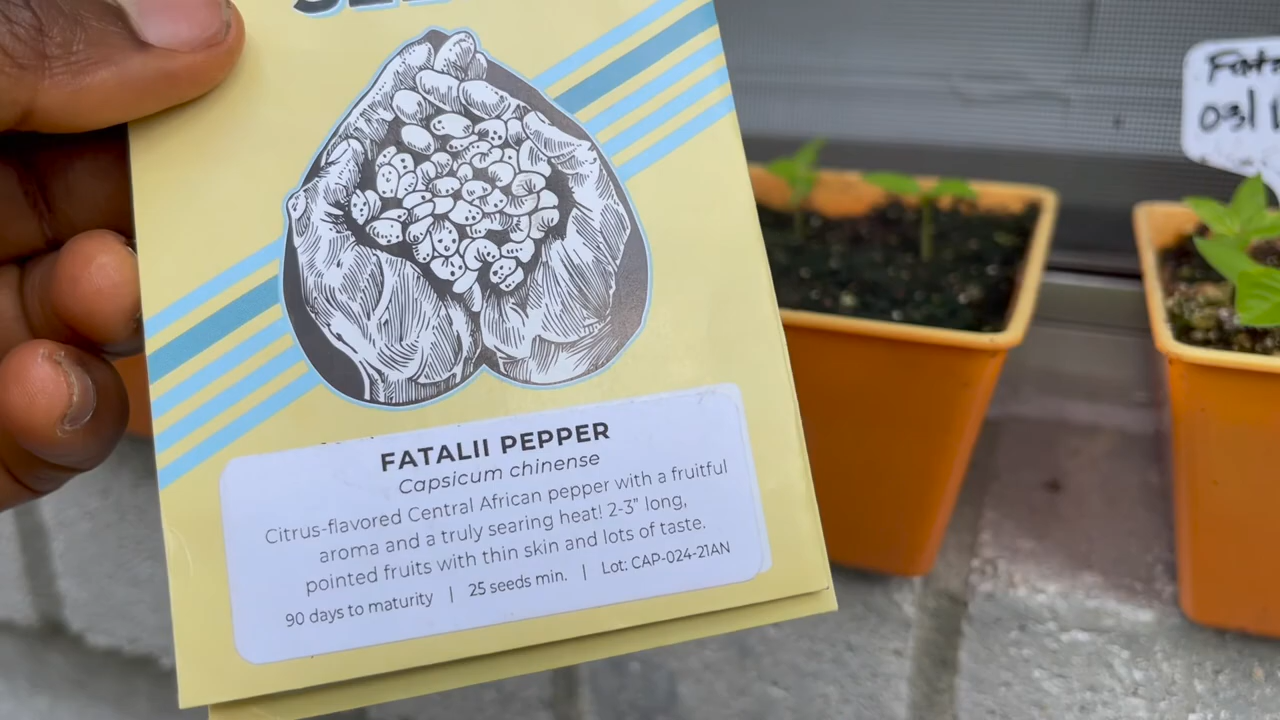 FATALII PEPPER
Capsicum chinense
Citrus-flavored Central African pepper with a fruitful
aroma and a truly searing heat! 2-3" long,
pointed fruits with thin skin and lots of taste.
90 days to maturity | 25 seeds min. | Lot: CAP-024-21AN
031